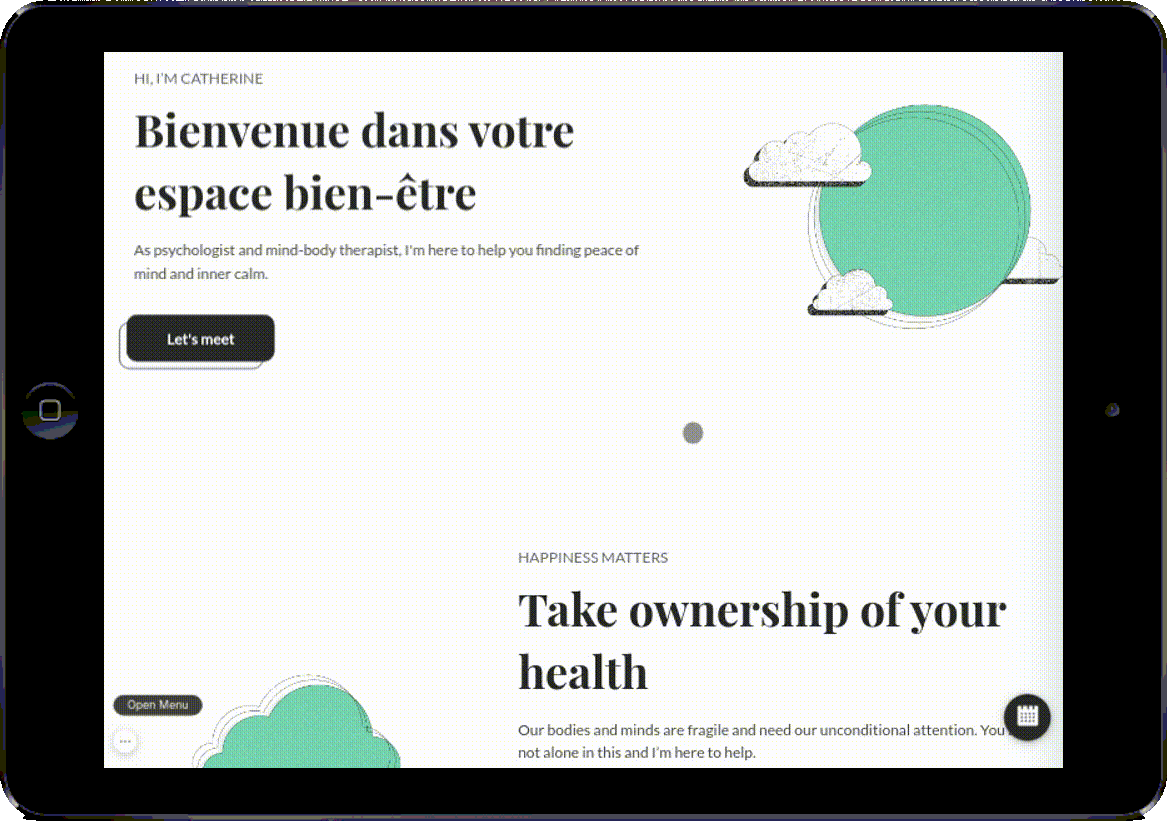 HI, I'M CATHERINE
Bienvenue dans votre
espace bien-être
As psychologist and mind-body therapist, I'm here to help you finding peace of
mind and inner calm.
Let's meet
HAPPINESS MATTERS
Take ownership of your
health
Our bodies and minds are fragile and need our unconditional attention. You
not alone in this and I'm here to help.
Open Menu